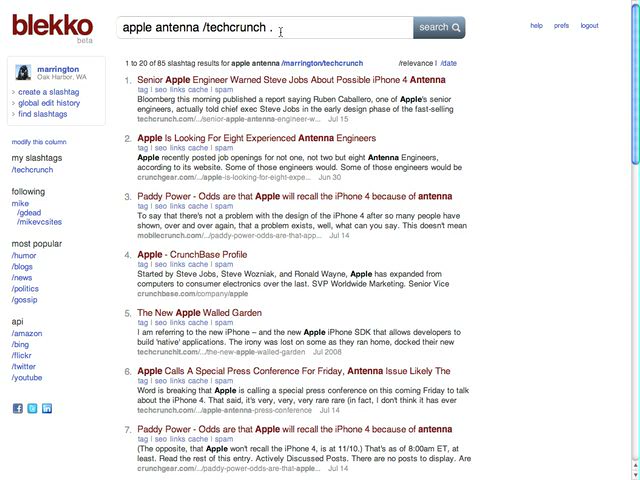 blekko
beta
apple antenna /techcrunch .
search
help prefs logout
marrington
Oak Harbor, WA
> create a slashtag
> global edit history
> find slashtags
modify this column
my slashtags
/techcrunch
following
mike
/gdead
/mikevcsites
most popular
/humor
/blogs
/news
/politics
/gossip
api
/amazon
/bing
/flickr
/twitter
/youtube
1 to 20 of 85 slashtag results for apple antenna /marrington/techcrunch
/relevance | /date
1. Senior Apple Engineer Warned Steve Jobs About Possible iPhone 4 Antenna
tag | seo links cache | spam
Bloomberg this morning published a report saying Ruben Caballero, one of Apple's senior
engineers, actually told chief exec Steve Jobs in the early design phase of the fast-selling
techcrunch.com/.../senior-apple-antenna-engineer-w... Jul 15
2. Apple Is Looking For Eight Experienced Antenna Engineers
tag | seo links cache | spam
Apple recently posted job openings for not one, not two but eight Antenna Engineers,
according to its website. Some of those engineers would. Some of those engineers would be
crunchgear.com/.../apple-is-looking-for-eight-expe... Jun 30
3. Paddy Power - Odds are that Apple will recall the iPhone 4 because of antenna
tag | seo links cache | spam
To say that there's not a problem with the design of the iPhone 4 after so many people have
shown, over and over again, that a problem exists, well, what can you say. This doesn't mean
mobilecrunch.com/.../paddy-power-odds-are-that-app... Jul 14
4. Apple - CrunchBase Profile
tag | seo links cache | spam
Started by Steve Jobs, Steve Wozniak, and Ronald Wayne, Apple has expanded from
computers to consumer electronics over the last. SVP Worldwide Marketing. Senior Vice
crunchbase.com/company/apple
5. The New Apple Walled Garden
tag | seo links cache | spam
I am referring to the new iPhone – and the new Apple iPhone SDK that allows developers to
build 'native' applications. The irony was lost on some as they ran home, docked their new
techcrunchit.com/.../the-new-apple-walled-garden Jul 2008
6. Apple Calls A Special Press Conference For Friday, Antenna Issue Likely The
tag | seo links cache | spam
Word is breaking that Apple is calling a special press conference on this coming Friday to talk
about the iPhone 4. That said, it's very, very, very rare rare (in fact, I don't think it has ever
techcrunch.com/.../apple-antenna-press-conference Jul 14
7. Paddy Power - Odds are that Apple will recall the iPhone 4 because of antenna
tag | seo links cache | spam
(The opposite, that Apple won't recall the iPhone 4, is at 11/10.) That's as of 8:00am ET, at
least. Read the rest of this entry. Actively Discussed Posts. There are no posts to display. Are
crunchgear.com/.../paddy-power-odds-are-that-apple... Jul 14